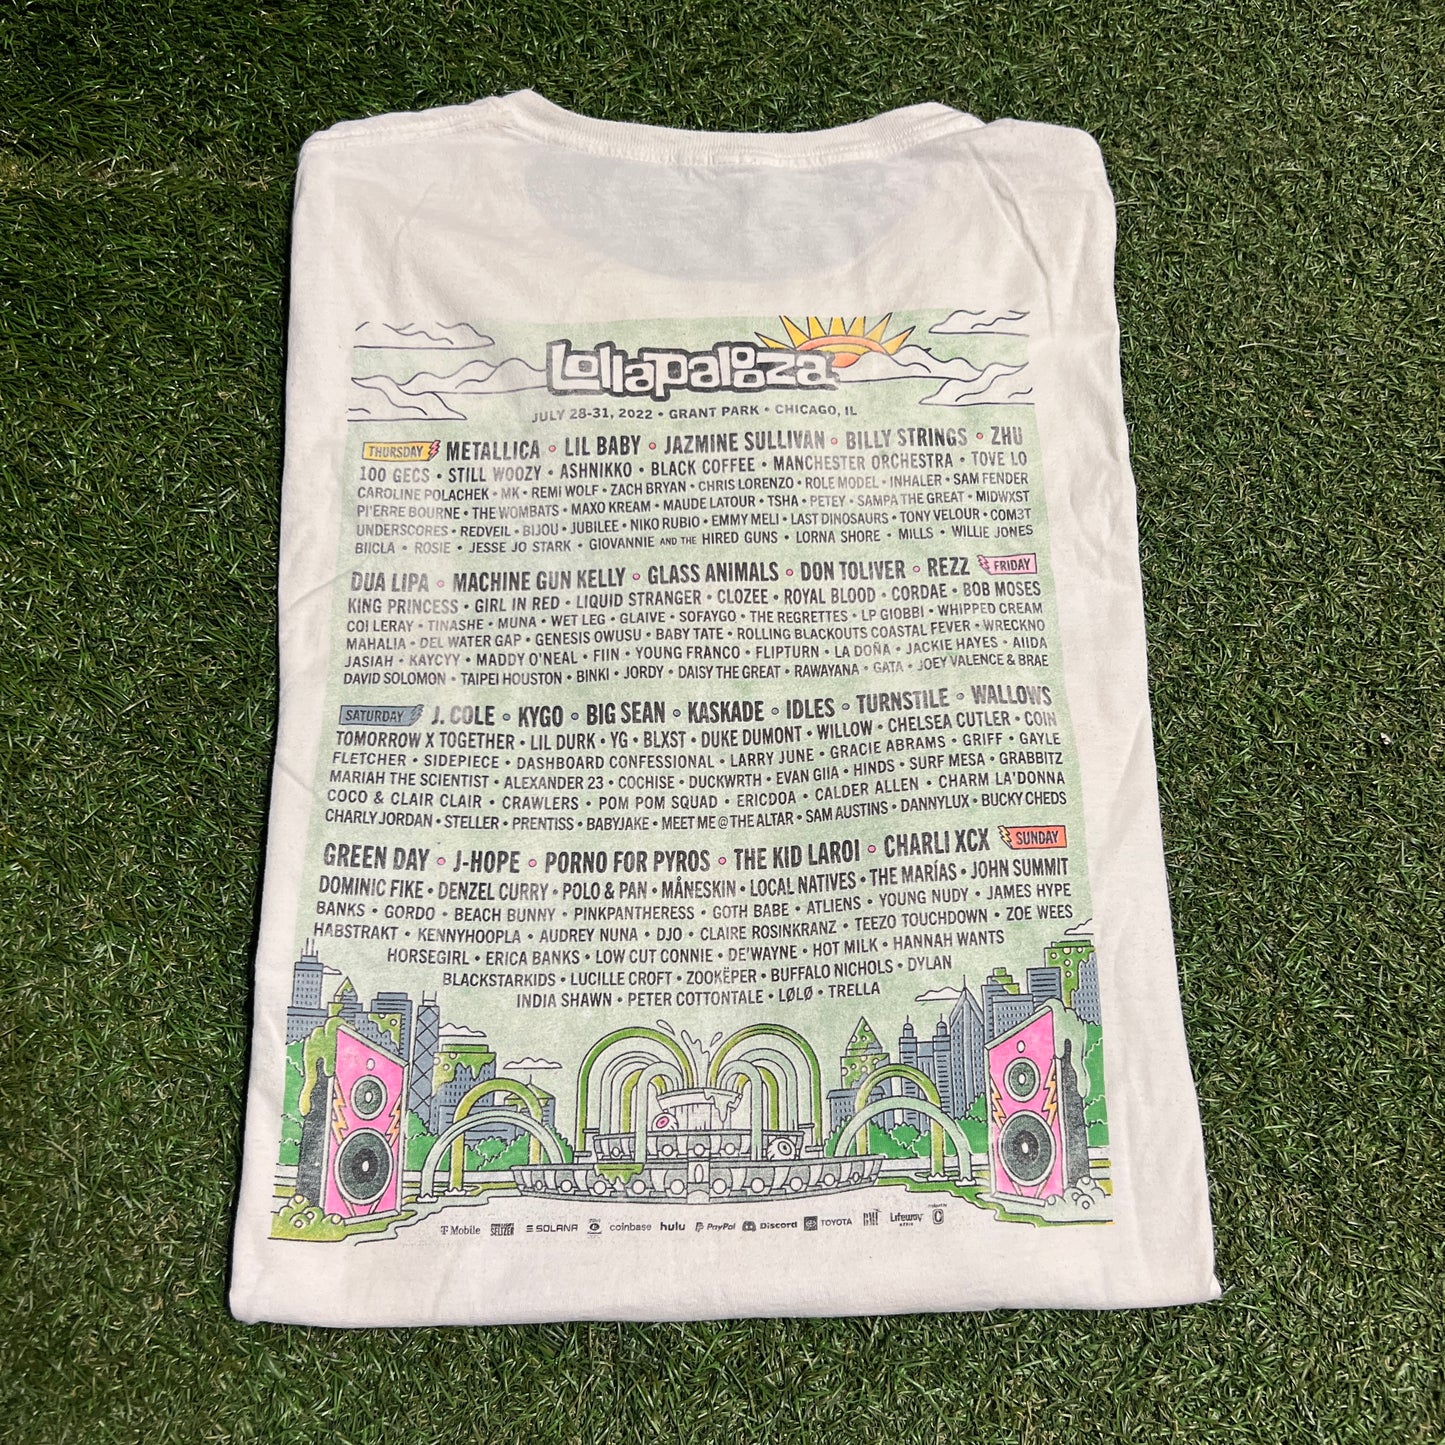 Lollapalooza
JULY 28-31, 2022 • GRANT PARK • CHICAGO, IL
THURSDAY METALLICA • LIL BABY • JAZMINE SULLIVAN • BILLY STRINGS • ZHU
100 GECS • STILL WOOZY • ASHNIKKO • BLACK COFFEE • MANCHESTER ORCHESTRA • TOVE LO
CAROLINE POLACHEK • MK • REMI WOLF • ZACH BRYAN • CHRIS LORENZO • ROLE MODEL • INHALER • SAM FENDER
PI'ERRE BOURNE • THE WOMBATS • MAXO KREAM • MAUDE LATOUR • TSHA • PETEY • SAMPA THE GREAT • MIDWXST
UNDERSCORES • REDVEIL • BIJOU • JUBILEE • NIKO RUBIO • EMMY MELI • LAST DINOSAURS • TONY VELOUR • COM3T
BIICLA • ROSIE • JESSE JO STARK • GIOVANNIE AND THE HIRED GUNS • LORNA SHORE • MILLS • WILLIE JONES
DUA LIPA • MACHINE GUN KELLY • GLASS ANIMALS • DON TOLIVER • REZZ FRIDAY
KING PRINCESS • GIRL IN RED • LIQUID STRANGER • CLOZEE • ROYAL BLOOD • CORDAE • BOB MOSES
COI LERAY • TINASHE • MUNA • WET LEG • GLAIVE • SOFAYGO • THE REGRETTES • LP GIOBBI • WHIPPED CREAM
MAHALIA • DEL WATER GAP • GENESIS OWUSU • BABY TATE • ROLLING BLACKOUTS COASTAL FEVER • WRECKNO
JASIAH • KAYCYY • MADDY O'NEAL • FIIN • YOUNG FRANCO • FLIPTURN • LA DOÑA • JACKIE HAYES • AIIDA
DAVID SOLOMON • TAIPEI HOUSTON • BINKI • JORDY • DAISY THE GREAT • RAWAYANA • GATA • JOEY VALENCE & BRAE
SATURDAY J. COLE • KYGO • BIG SEAN • KASKADE • IDLES • TURNSTILE • WALLOWS
TOMORROW X TOGETHER • LIL DURK • YG • BLXST • DUKE DUMONT • WILLOW • CHELSEA CUTLER • COIN
FLETCHER • SIDEPIECE • DASHBOARD CONFESSIONAL • LARRY JUNE • GRACIE ABRAMS • GRIFF • GAYLE
MARIAH THE SCIENTIST • ALEXANDER 23 • COCHISE • DUCKWRTH • EVAN GIIA • HINDS • SURF MESA • GRABBITZ
COCO & CLAIR CLAIR • CRAWLERS • POM POM SQUAD • ERICDOA • CALDER ALLEN • CHARM LA'DONNA
CHARLY JORDAN • STELLER • PRENTISS • BABYJAKE • MEET ME @ THE ALTAR • SAM AUSTINS • DANNYLUX • BUCKY CHEDS
GREEN DAY • J-HOPE • PORNO FOR PYROS • THE KID LAROI • CHARLI XCX SUNDAY
DOMINIC FIKE • DENZEL CURRY • POLO & PAN • MÅNESKIN • LOCAL NATIVES • THE MARÍAS • JOHN SUMMIT
BANKS • GORDO • BEACH BUNNY • PINKPANTHERESS • GOTH BABE • ATLIENS • YOUNG NUDY • JAMES HYPE
HABSTRAKT • KENNYHOOPLA • AUDREY NUNA • DJO • CLAIRE ROSINKRANZ • TEEZO TOUCHDOWN • ZOE WEES
HORSEGIRL • ERICA BANKS • LOW CUT CONNIE • DE'WAYNE • HOT MILK • HANNAH WANTS
BLACKSTARKIDS • LUCILLE CROFT • ZOOKËPER • BUFFALO NICHOLS • DYLAN
INDIA SHAWN • PETER COTTONTALE • LØLØ • TRELLA
T Mobile SELTZER SOLANA coinbase hulu PayPal Discord TOYOTA Lifeway